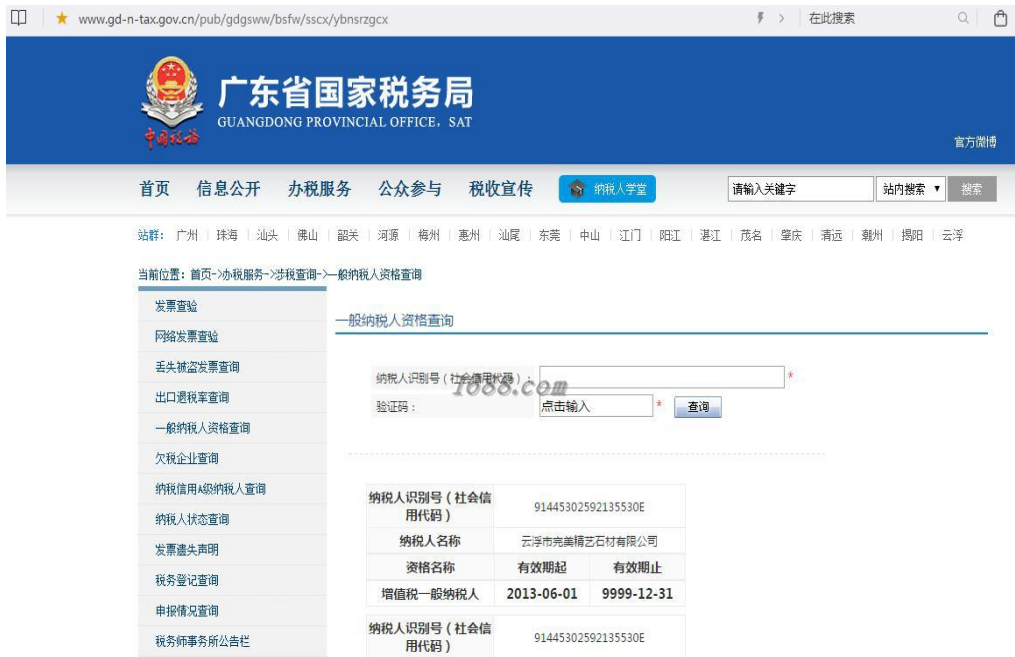 www.gd-n-tax.gov.cn/pub/gdgsww/bsfw/sscx/ybnsrzgcx
在此搜索
广东省国家税务局
GUANGDONG PROVINCIAL OFFICE, SAT
中国税务
官方微博
首页 信息公开 办税服务 公众参与 税收宣传 纳税人学堂 请输入关键字 站内搜索 搜索
站群: 广州 珠海 汕头 佛山 韶关 河源 梅州 惠州 汕尾 东莞 中山 江门 阳江 湛江 茂名 肇庆 清远 潮州 揭阳 云浮
当前位置: 首页->办税服务->涉税查询->一般纳税人资格查询
发票查验
网络发票查验
丢失被盗发票查询
出口退税率查询
一般纳税人资格查询
欠税企业查询
纳税信用A级纳税人查询
纳税人状态查询
发票遗失声明
税务登记查询
申报情况查询
税务师事务所公告栏
一般纳税人资格查询
纳税人识别号(社会信用代码): *
1688.com
验证码: 点击输入 * 查询
纳税人识别号(社会信
用代码) 91445302592135530E
纳税人名称 云浮市完美精艺石材有限公司
资格名称 有效期起 有效期止
增值税一般纳税人 2013-06-01 9999-12-31
纳税人识别号(社会信
用代码) 91445302592135530E